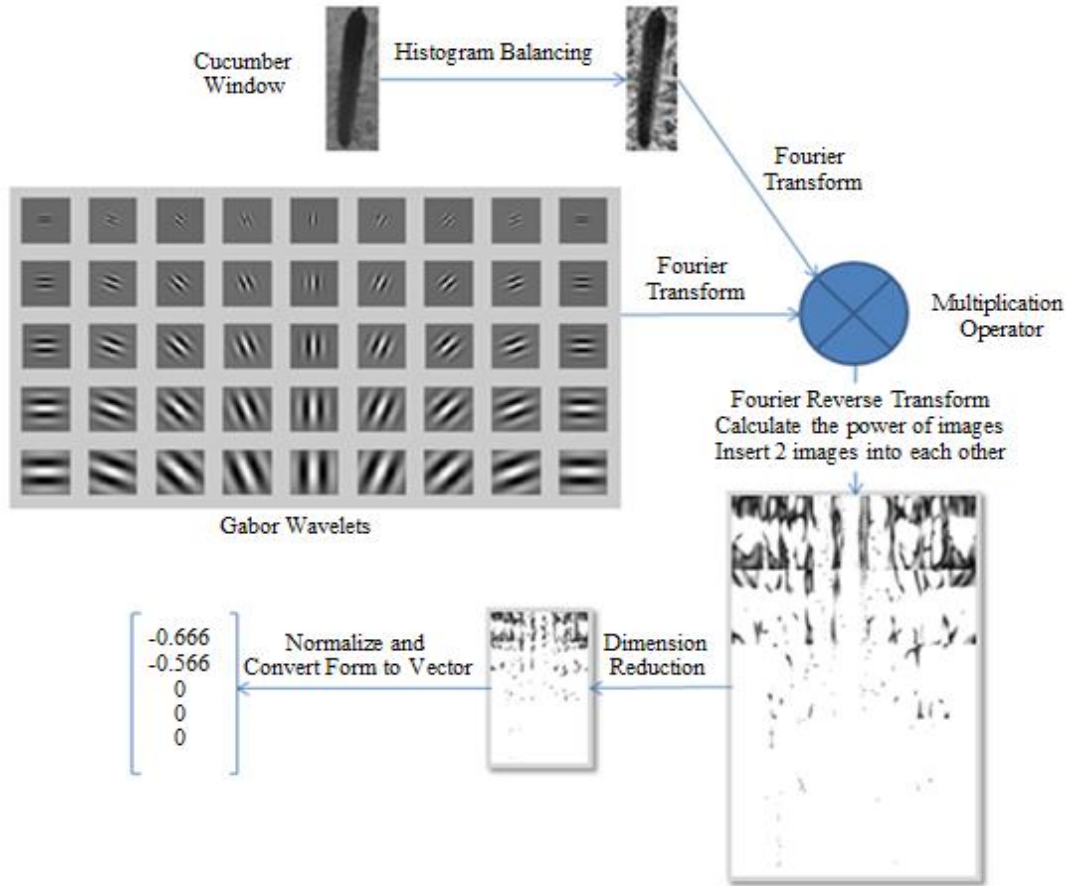 Cucumber
Window
Histogram Balancing
Fourier
Transform
Fourier
Transform
Multiplication
Operator
Gabor Wavelets
Fourier Reverse Transform
Calculate the power of images
Insert 2 images into each other
Dimension
Reduction
Normalize and
Convert Form to Vector
-0.666
-0.566
0
0
0